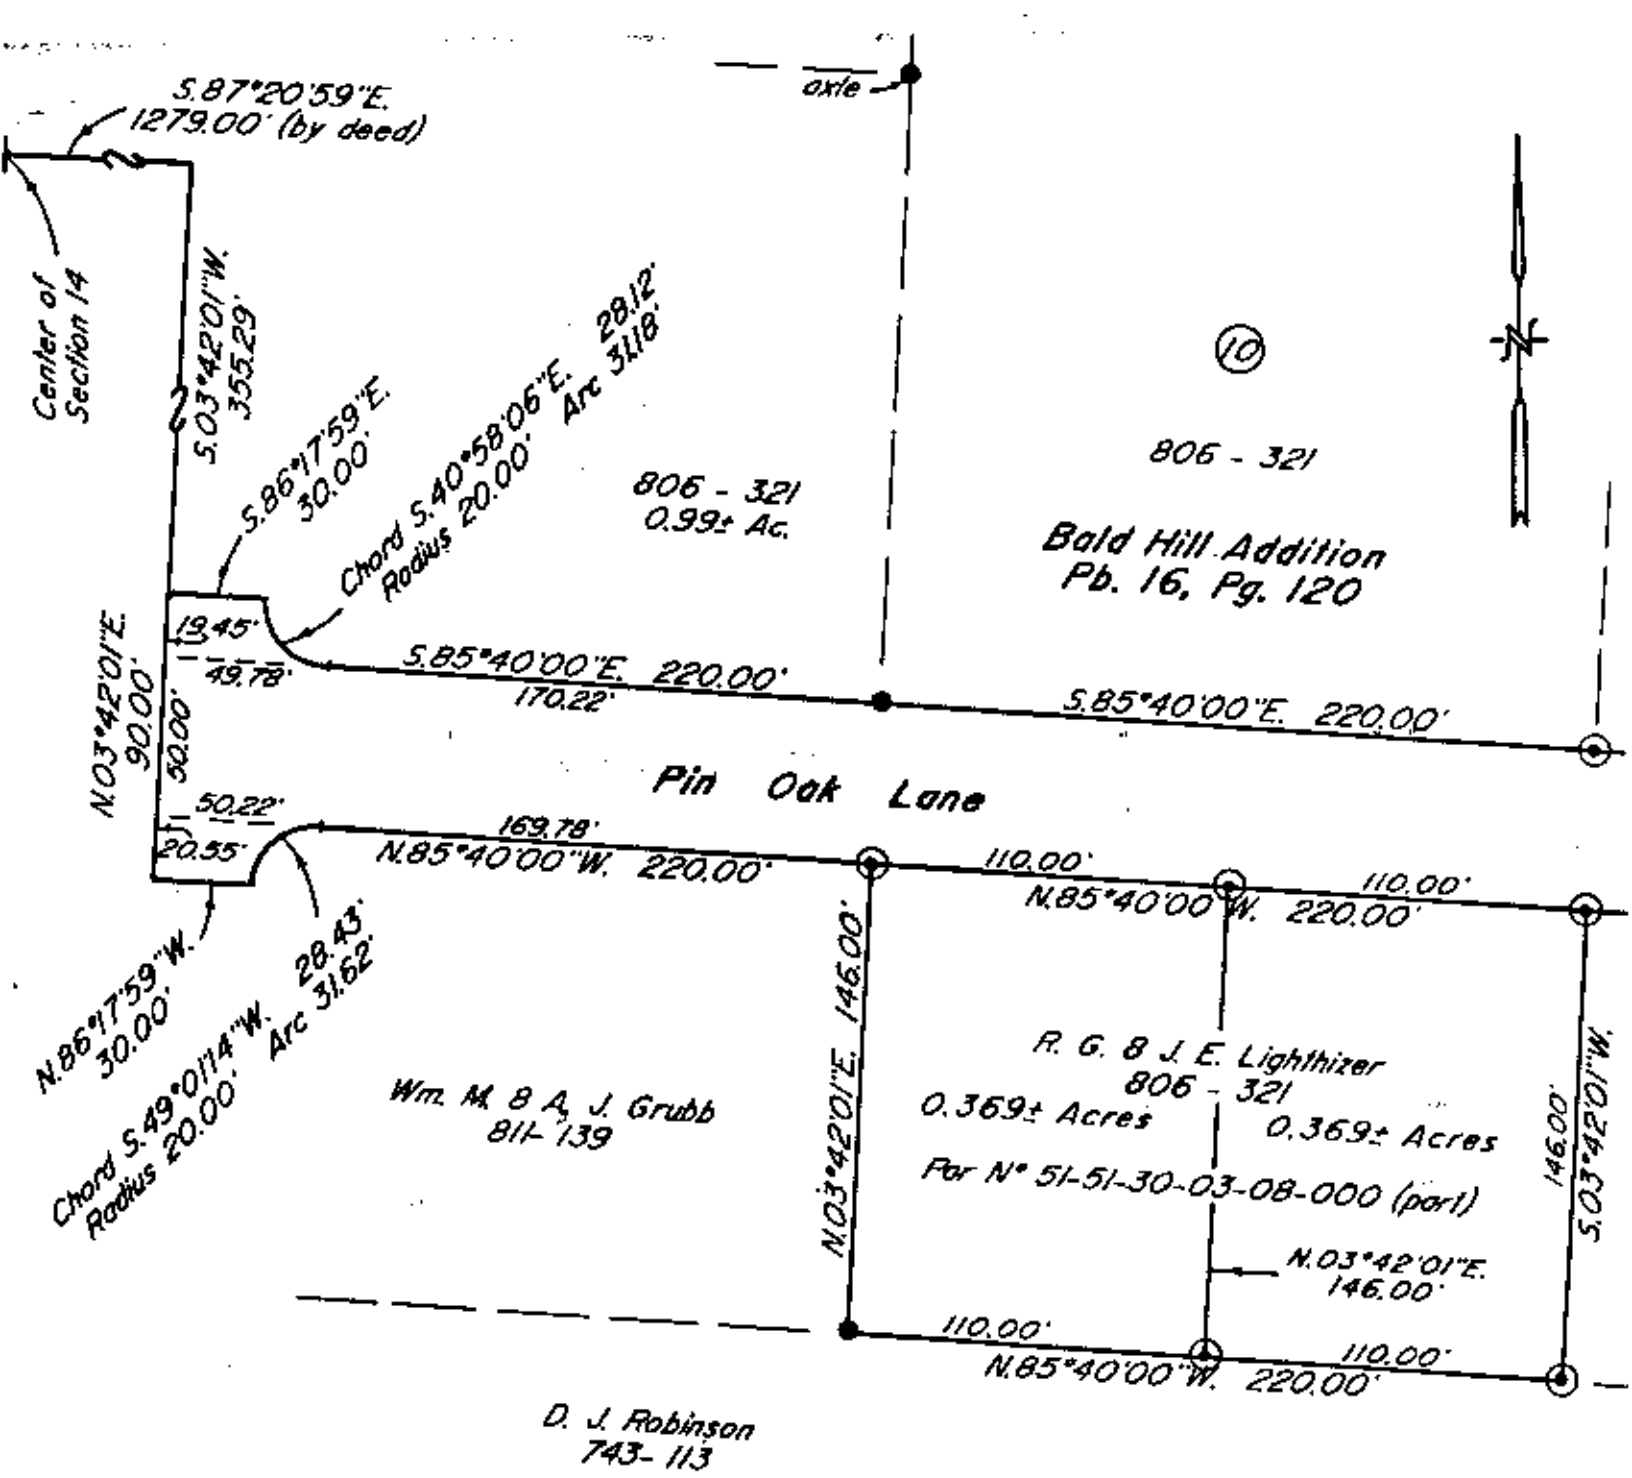 axle
S.87°20'59"E.
1279.00' (by deed)
Center of
Section 14
S.03°42'01"W.
355.29'
S.86°17'59"E.
30.00'
Chord S.40°58'06"E. 28.12'
Radius 20.00' Arc 31.18'
806 - 321
0.99± Ac.
10
N
806 - 321
Bald Hill Addition
Pb. 16, Pg. 120
N.03°42'01"E.
90.00'
19.45'
49.78'
50.00'
S.85°40'00"E. 220.00'
170.22'
S.85°40'00"E. 220.00'
Pin Oak Lane
50.22'
20.55'
169.78'
N.85°40'00"W. 220.00'
110.00'
110.00'
N.85°40'00"W. 220.00'
N.86°17'59"W.
30.00'
Chord S.49°01'14"W. 28.43'
Radius 20.00' Arc 31.62'
Wm. M. & A. J. Grubb
811-139
N.03°42'01"E. 146.00'
R. G. & J. E. Lighthizer
806 - 321
0.369± Acres
0.369± Acres
Par Nº 51-51-30-03-08-000 (part)
146.00'
S.03°42'01"W.
N.03°42'01"E.
146.00'
110.00'
110.00'
N.85°40'00"W. 220.00'
D. J. Robinson
743-113